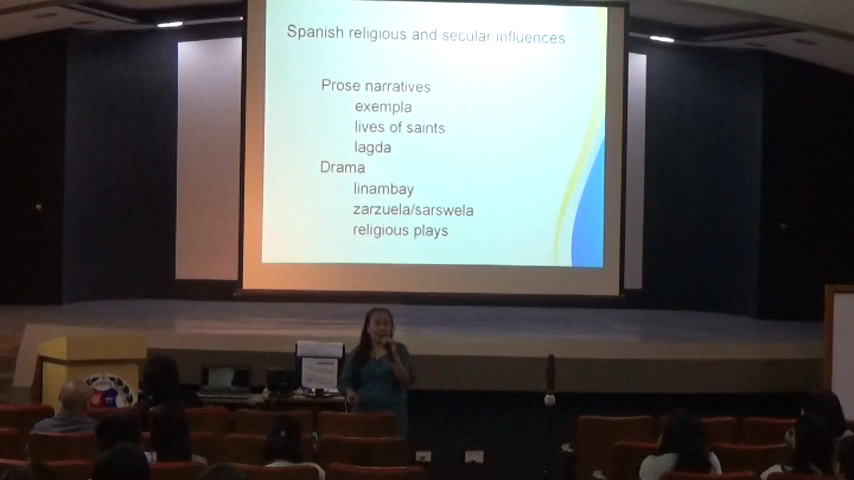 Spanish religious and secular influences
Prose narratives
exempla
lives of saints
lagda
Drama
linambay
zarzuela/sarswela
religious plays